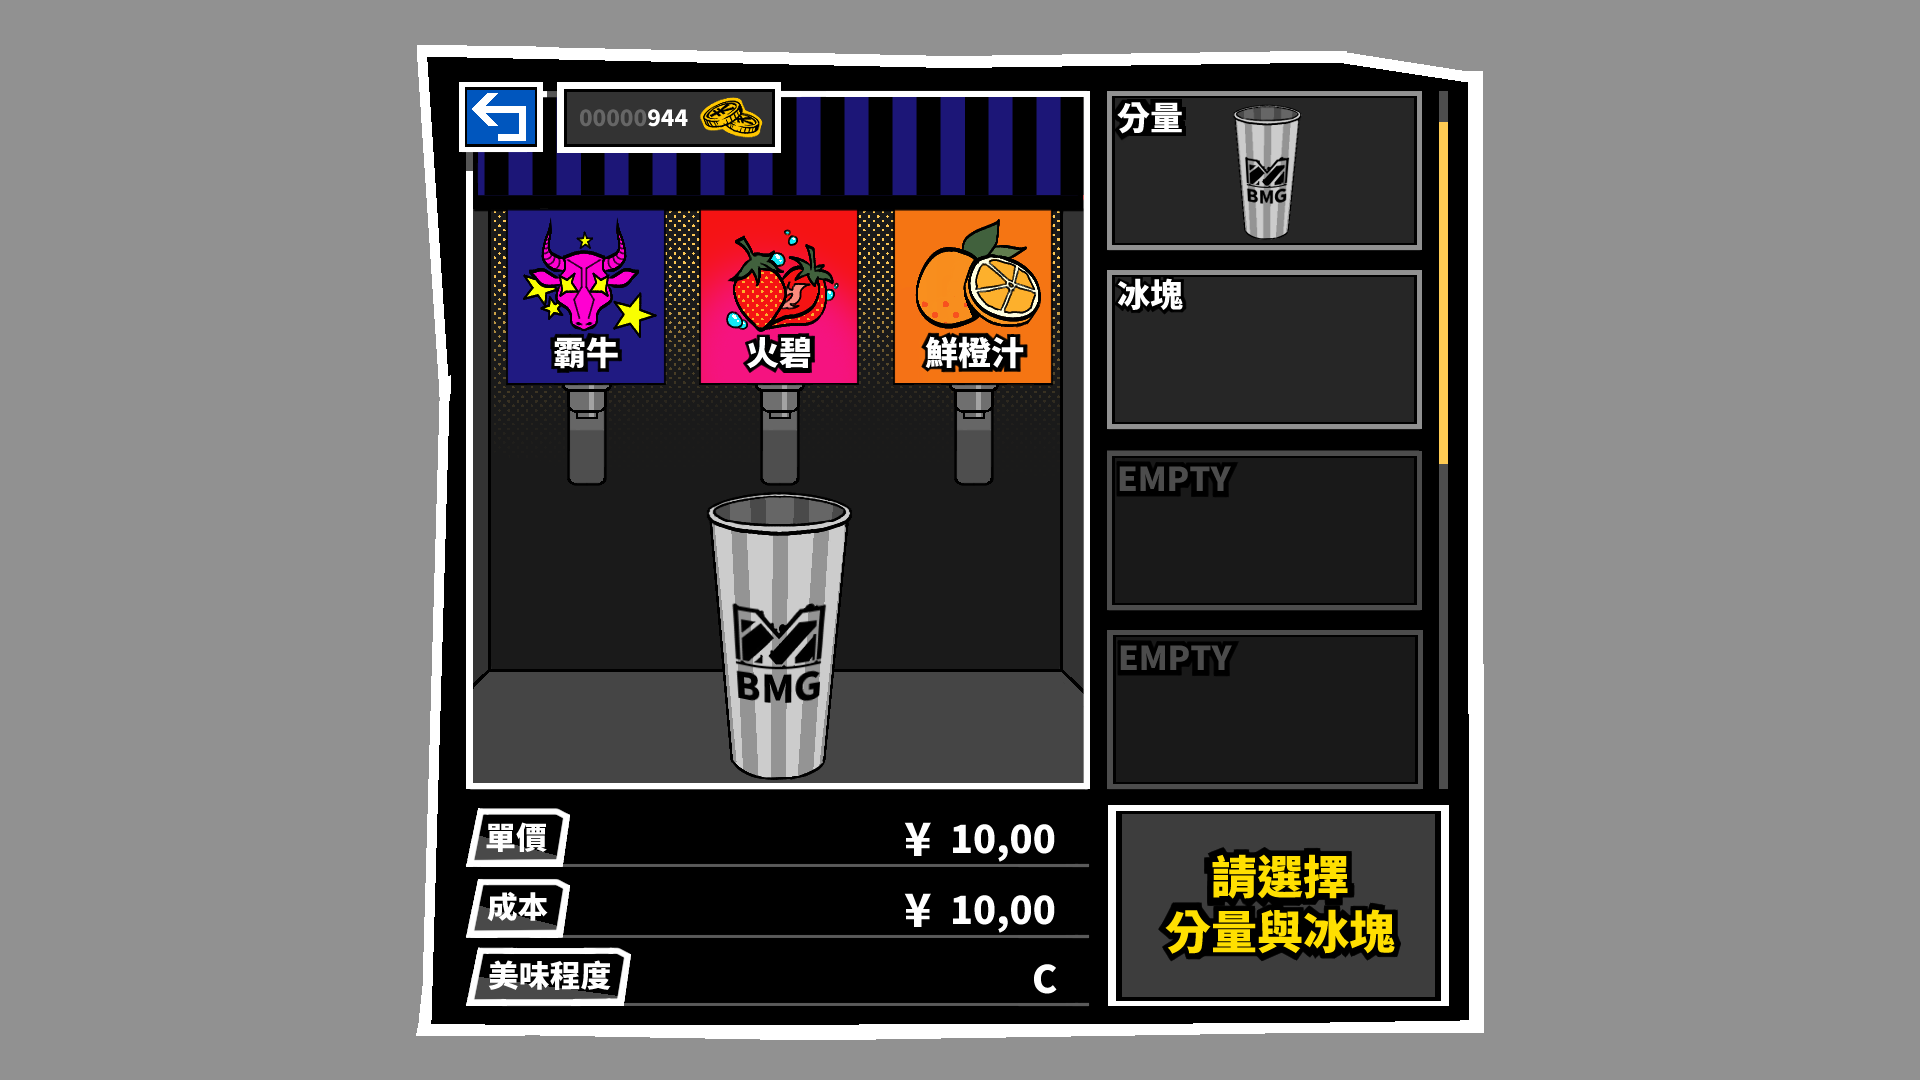 00000944
霸牛
火碧
鮮橙汁
BMG
單價
¥ 10,00
成本
¥ 10,00
美味程度
C
分量
BMG
冰塊
EMPTY
EMPTY
請選擇
分量與冰塊